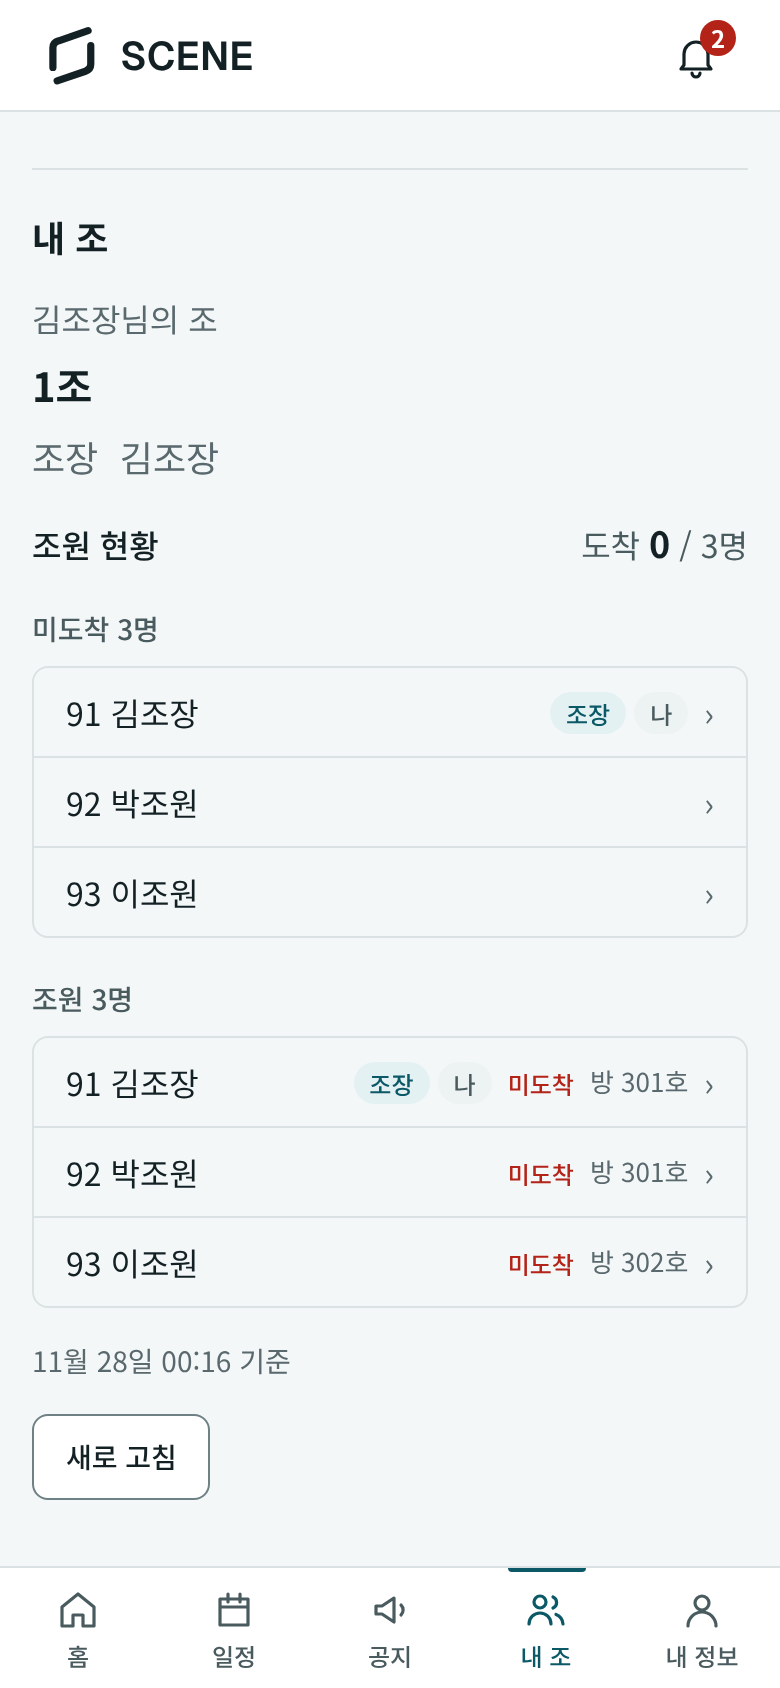 SCENE
2
내 조
김조장님의 조
1조
조장 김조장
조원 현황 도착 0 / 3명
미도착 3명
91 김조장 조장 나 ›
92 박조원 ›
93 이조원 ›
조원 3명
91 김조장 조장 나 미도착 방 301호 ›
92 박조원 미도착 방 301호 ›
93 이조원 미도착 방 302호 ›
11월 28일 00:16 기준
새로 고침
홈 일정 공지 내 조 내 정보